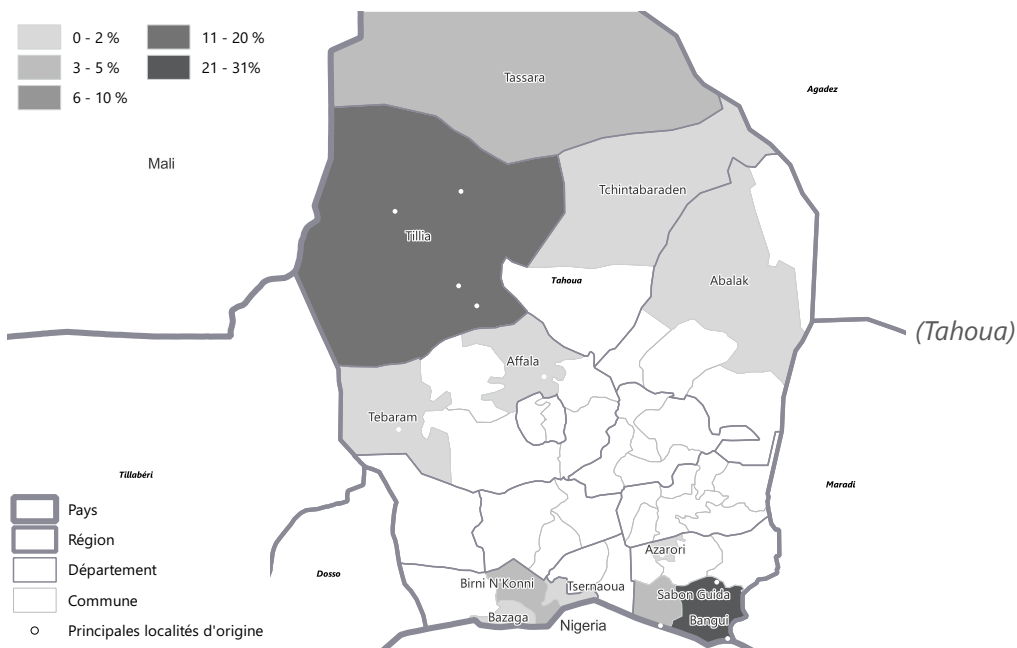 0 - 2 %
11 - 20 %
3 - 5 %
21 - 31%
6 - 10 %
Tassara
Agadez
Mali
Tchintabaraden
Tillia
Tahoua
Abalak
(Tahoua)
Affala
Tebaram
Tillabéri
Maradi
Pays
Région
Département
Commune
Principales localités d'origine
Azarori
Dosso
Birni N'Konni
Tsernaoua
Sabon Guida
Bazaga
Bangui
Nigeria